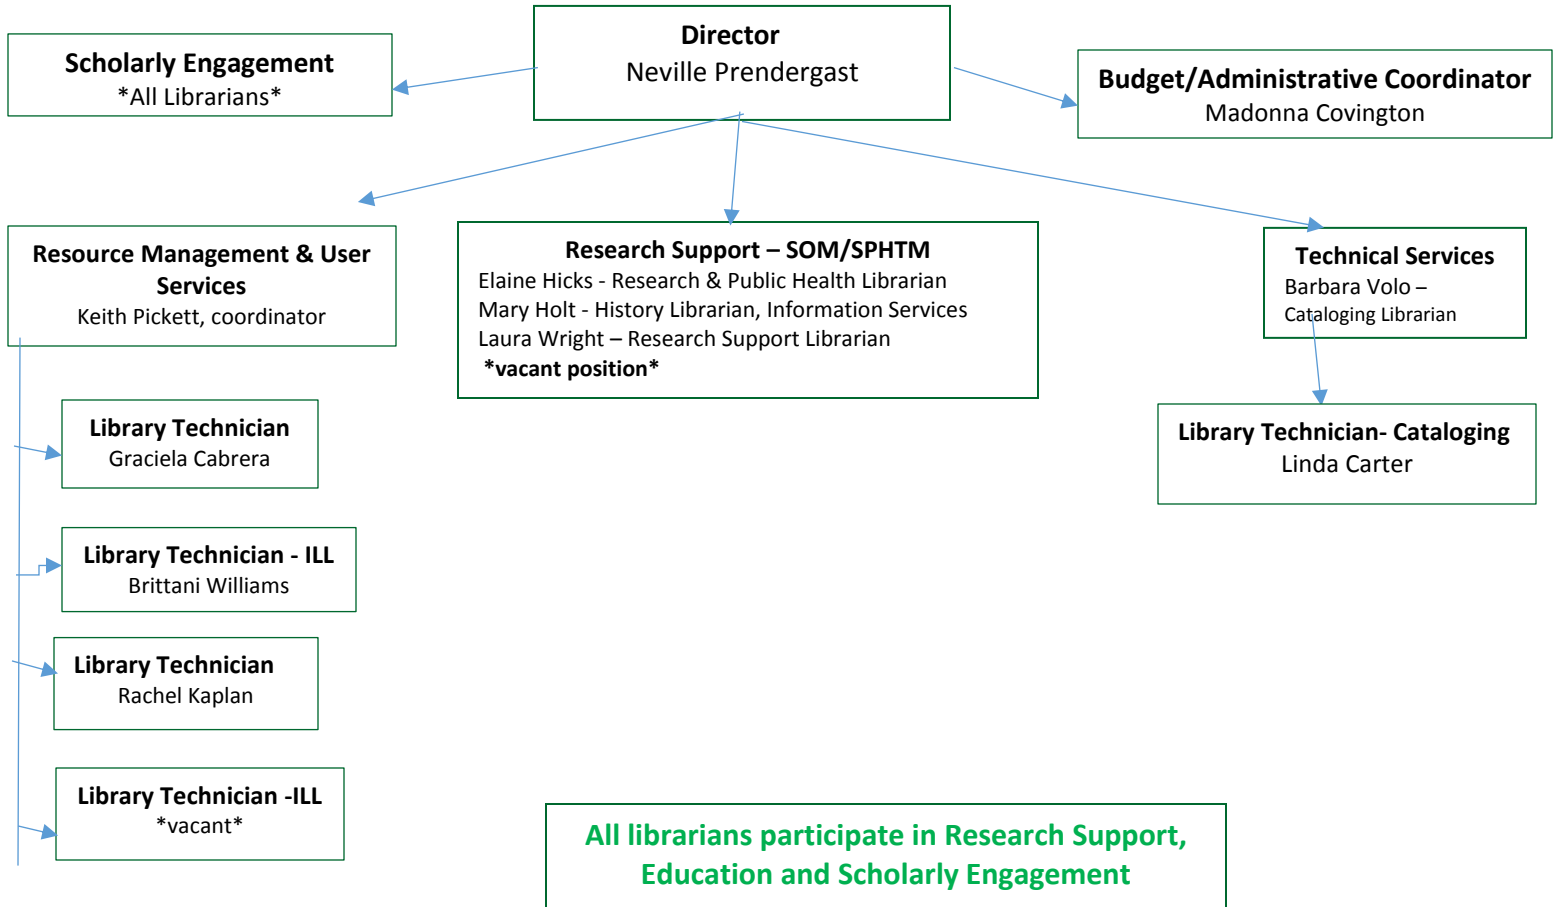 Director
Neville Prendergast
Scholarly Engagement
*All Librarians*
Budget/Administrative Coordinator
Madonna Covington
Resource Management & User
Services
Keith Pickett, coordinator
Research Support – SOM/SPHTM
Elaine Hicks - Research & Public Health Librarian
Mary Holt - History Librarian, Information Services
Laura Wright – Research Support Librarian
*vacant position*
Technical Services
Barbara Volo –
Cataloging Librarian
Library Technician
Graciela Cabrera
Library Technician - ILL
Brittani Williams
Library Technician
Rachel Kaplan
Library Technician -ILL
*vacant*
Library Technician- Cataloging
Linda Carter
All librarians participate in Research Support,
Education and Scholarly Engagement